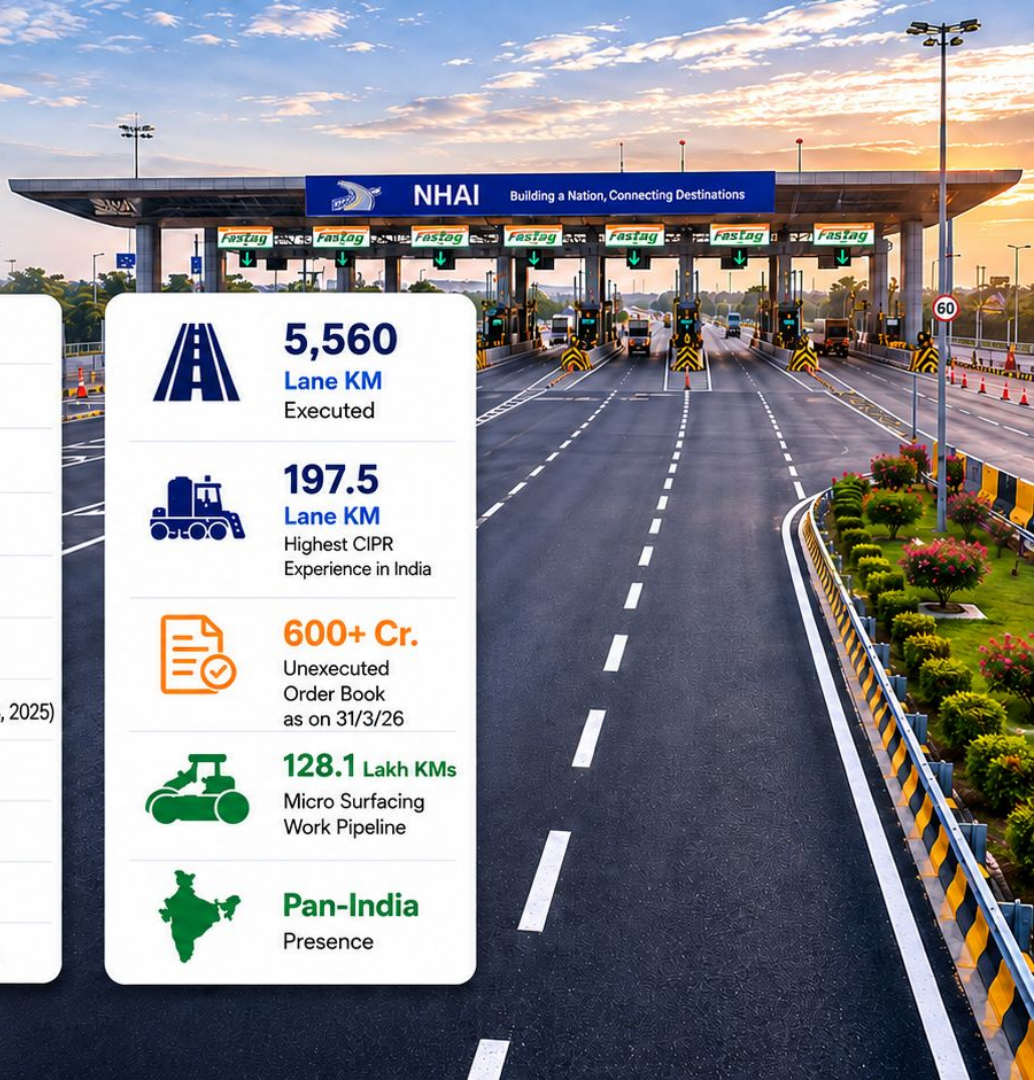 NHAI Building a Nation, Connecting Destinations
Fastag Fastag Fastag Fastag Fastag Fastag Fastag
60
, 2025)
5,560
Lane KM
Executed
197.5
Lane KM
Highest CIPR
Experience in India
600+ Cr.
Unexecuted
Order Book
as on 31/3/26
128.1 Lakh KMs
Micro Surfacing
Work Pipeline
Pan-India
Presence